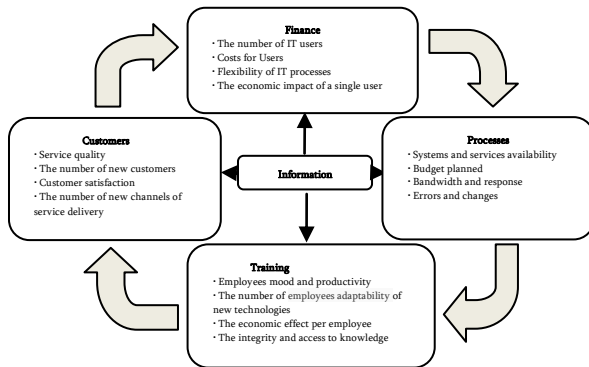 Finance
· The number of IT users
· Costs for Users
· Flexibility of IT processes
· The economic impact of a single user
Customers
· Service quality
· The number of new customers
· Customer satisfaction
· The number of new channels of
service delivery
Information
Processes
· Systems and services availability
· Budget planned
· Bandwidth and response
· Errors and changes
Training
· Employees mood and productivity
· The number of employees adaptability of
new technologies
· The economic effect per employee
· The integrity and access to knowledge